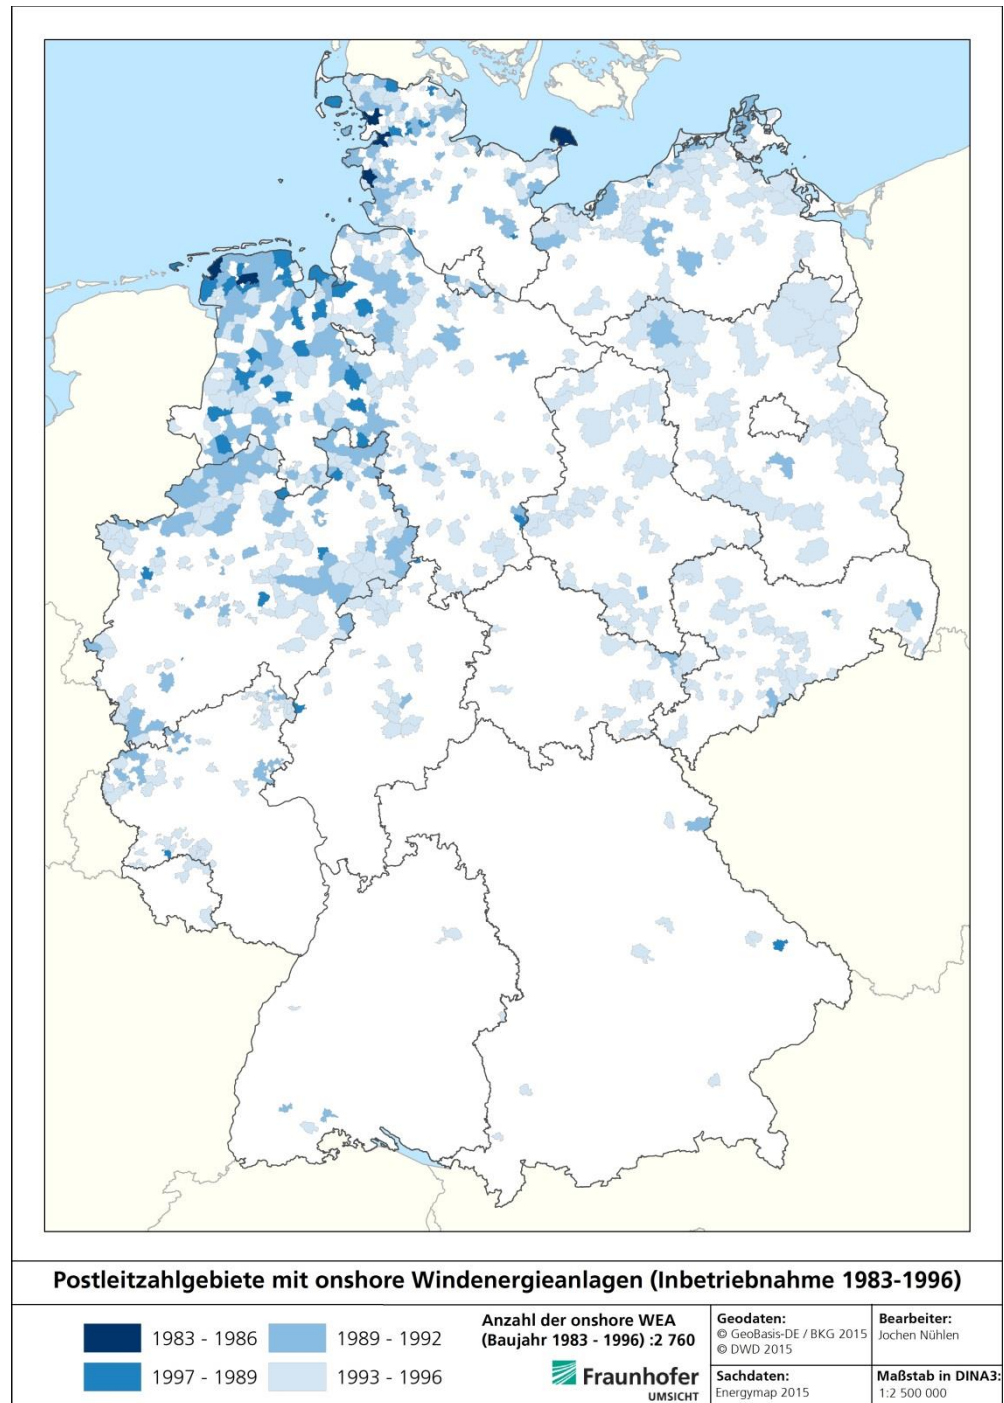 Postleitzahlgebiete mit onshore Windenergieanlagen (Inbetriebnahme 1983-1996)
1983 - 1986
1989 - 1992
1997 - 1989
1993 - 1996
Anzahl der onshore WEA
(Baujahr 1983 - 1996) :2 760
Fraunhofer
UMSICHT
Geodaten:
© GeoBasis-DE / BKG 2015
© DWD 2015
Bearbeiter:
Jochen Nühlen
Sachdaten:
Energymap 2015
Maßstab in DINA3:
1:2 500 000